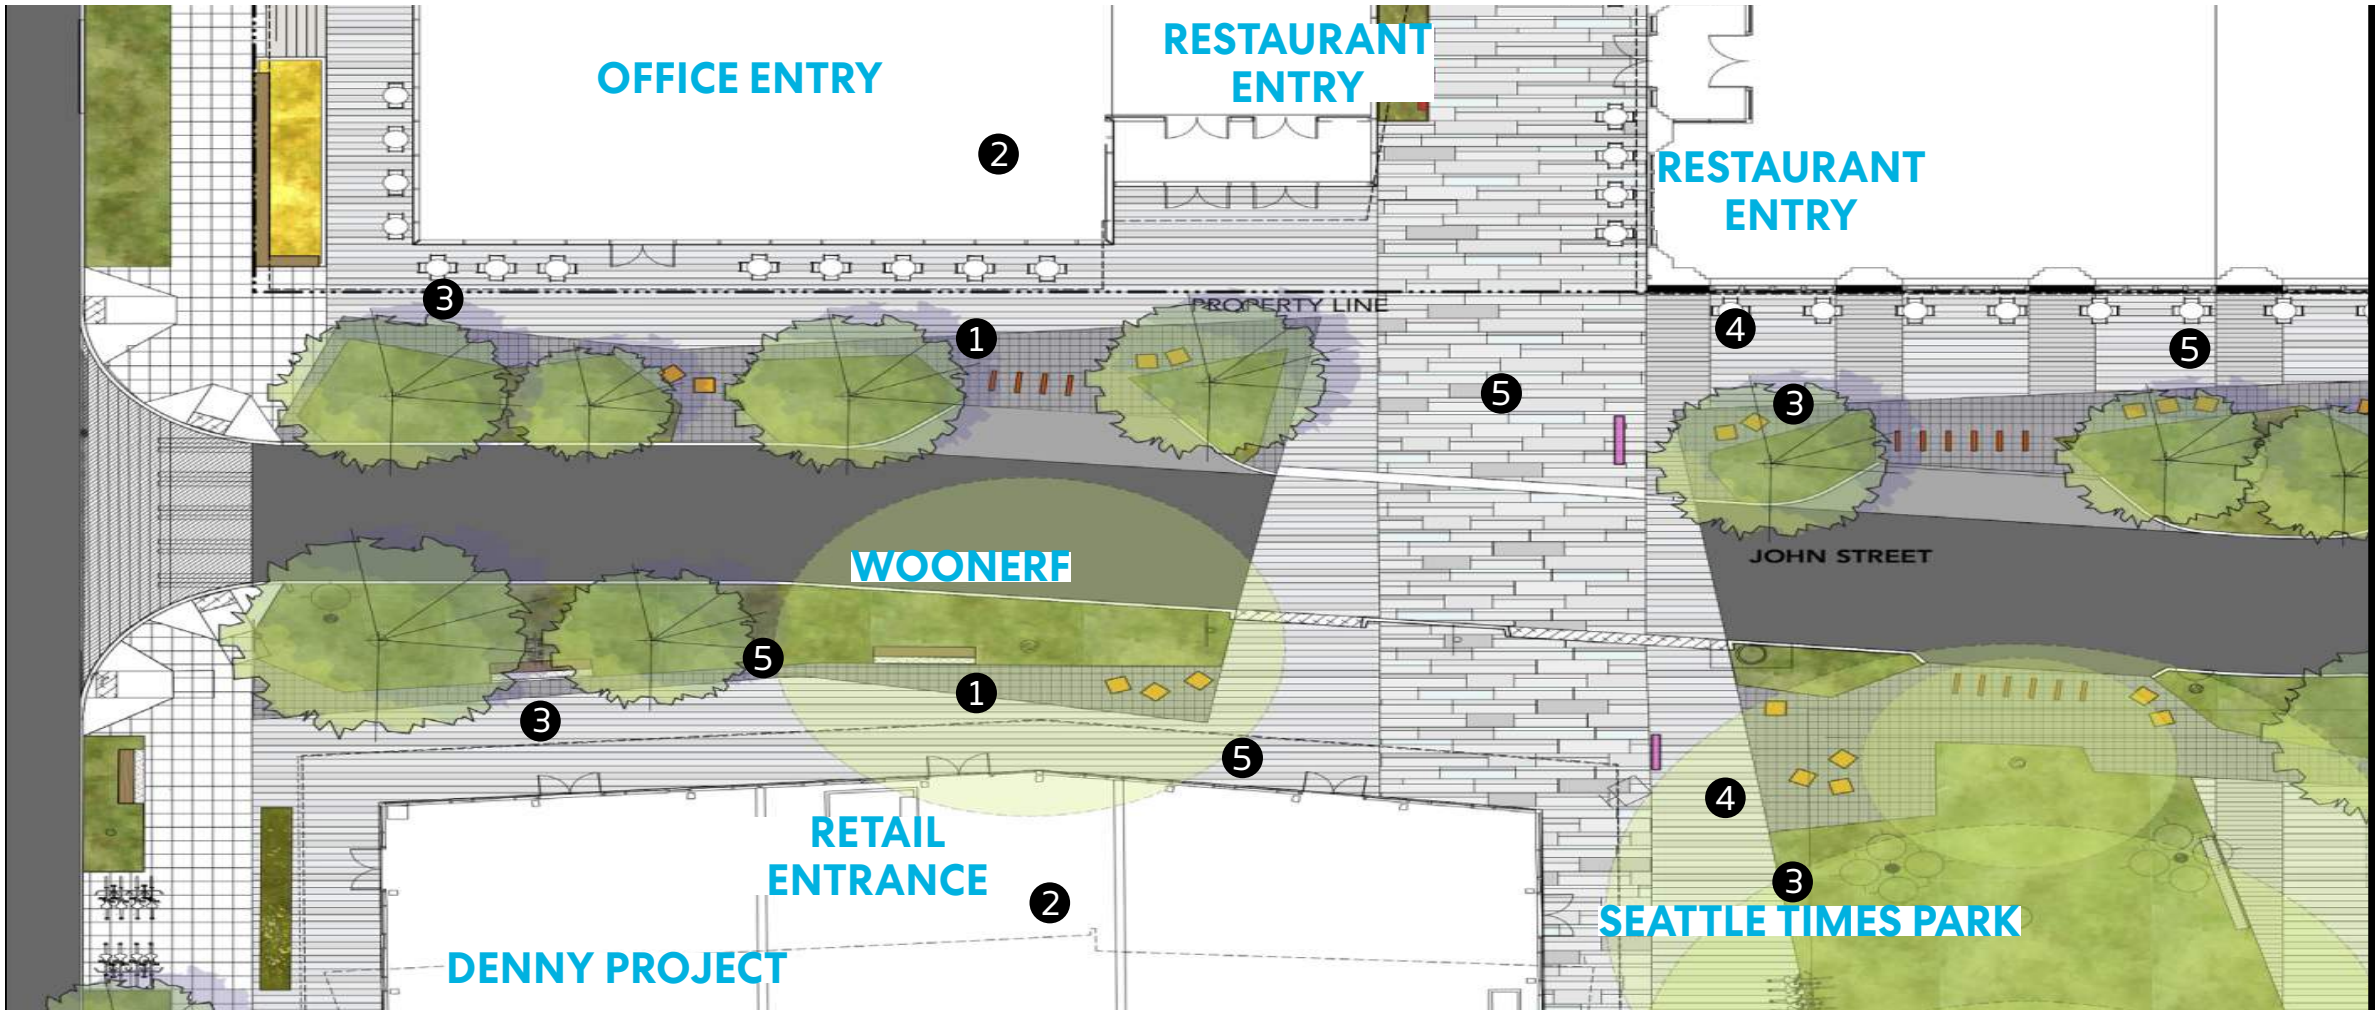 RESTAURANT
ENTRY
OFFICE ENTRY
2
RESTAURANT
ENTRY
3
PROPERTY LINE
1
4
5
5
3
WOONERF
JOHN STREET
5
1
3
5
4
RETAIL
ENTRANCE
2
3
SEATTLE TIMES PARK
DENNY PROJECT